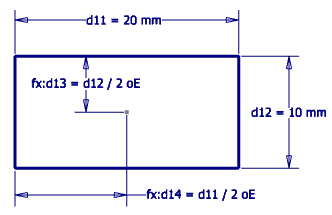 d11 = 20 mm
fx:d13 = d12 / 2 oE
d12 = 10 mm
fx:d14 = d11 / 2 oE